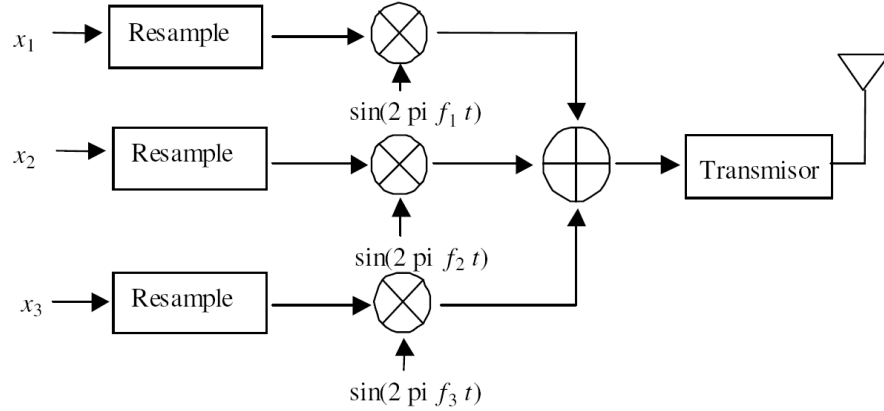 x1
Resample
sin(2 pi f1 t)
x2
Resample
Transmisor
sin(2 pi f2 t)
x3
Resample
sin(2 pi f3 t)